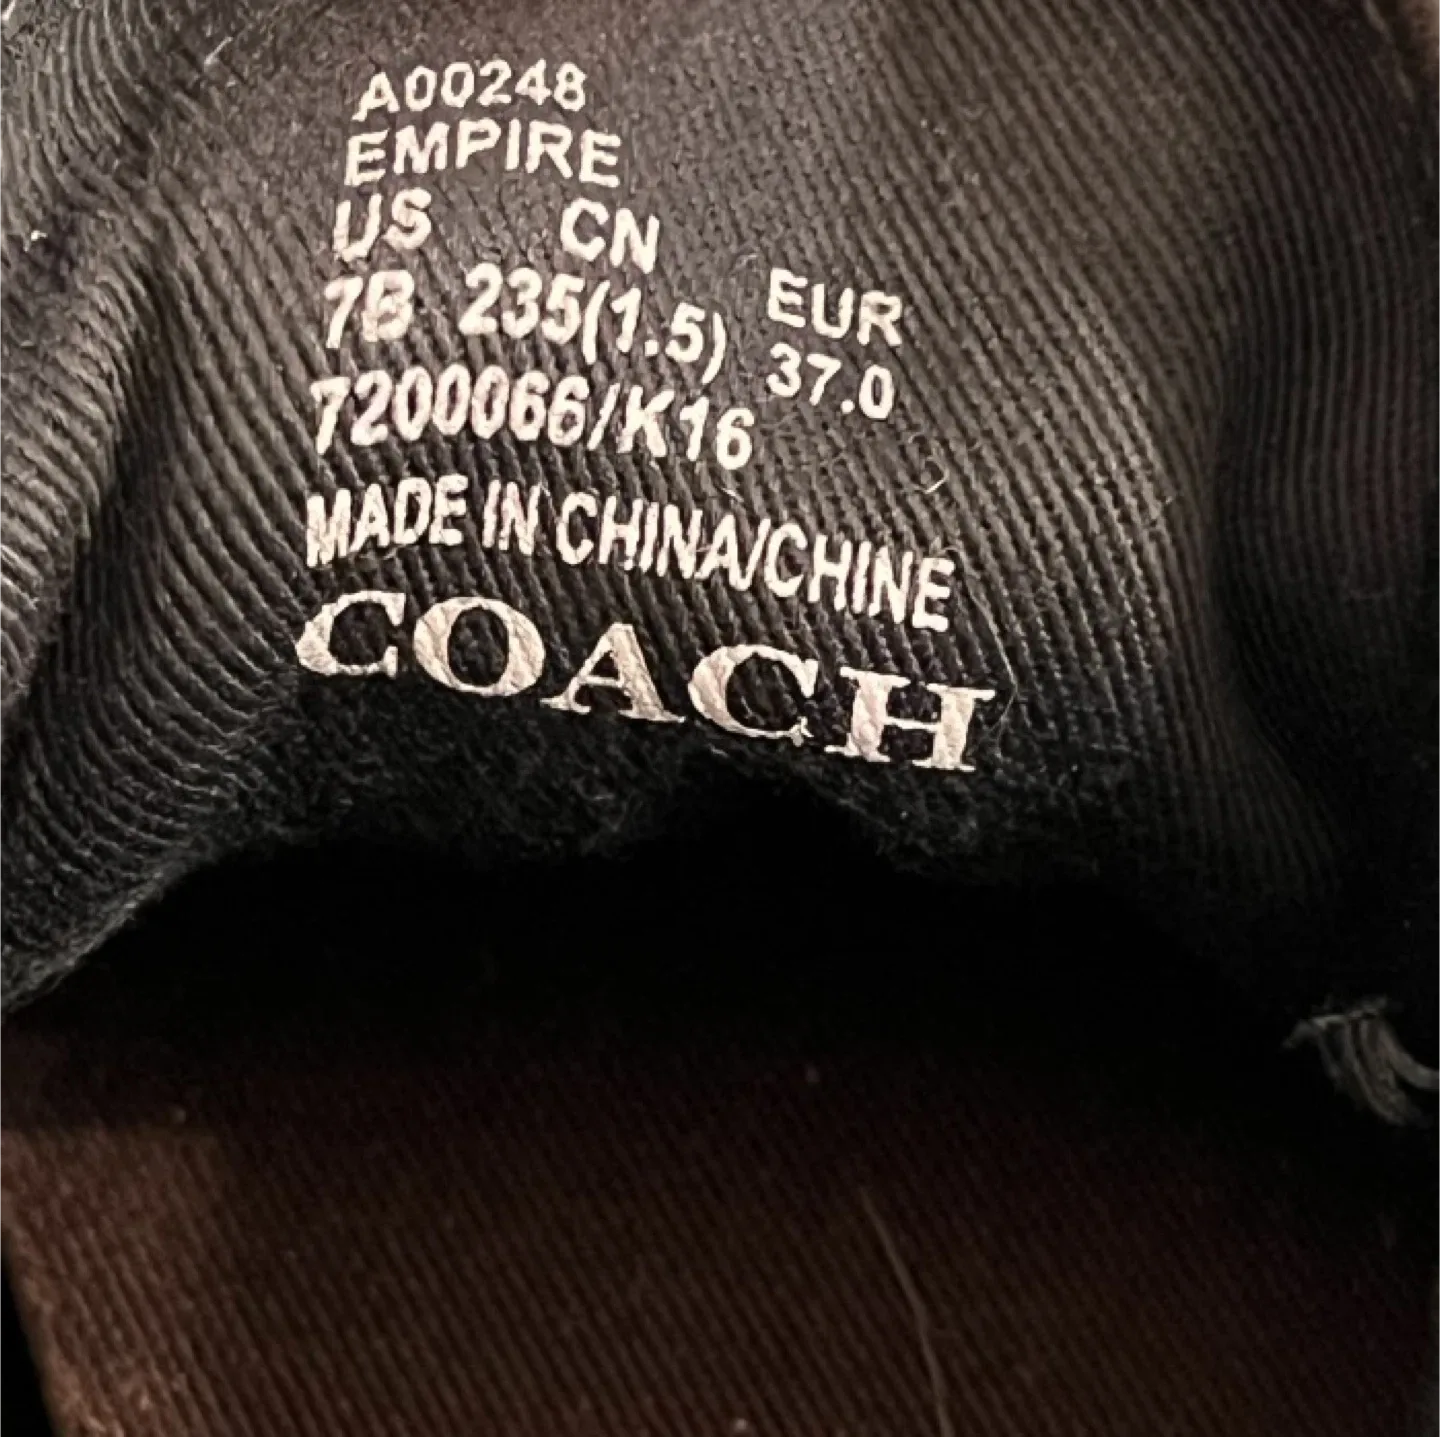 A00248
EMPIRE
US CN EUR
7B 235(1.5) 37.0
7200066/K16
MADE IN CHINA/CHINE
COACH